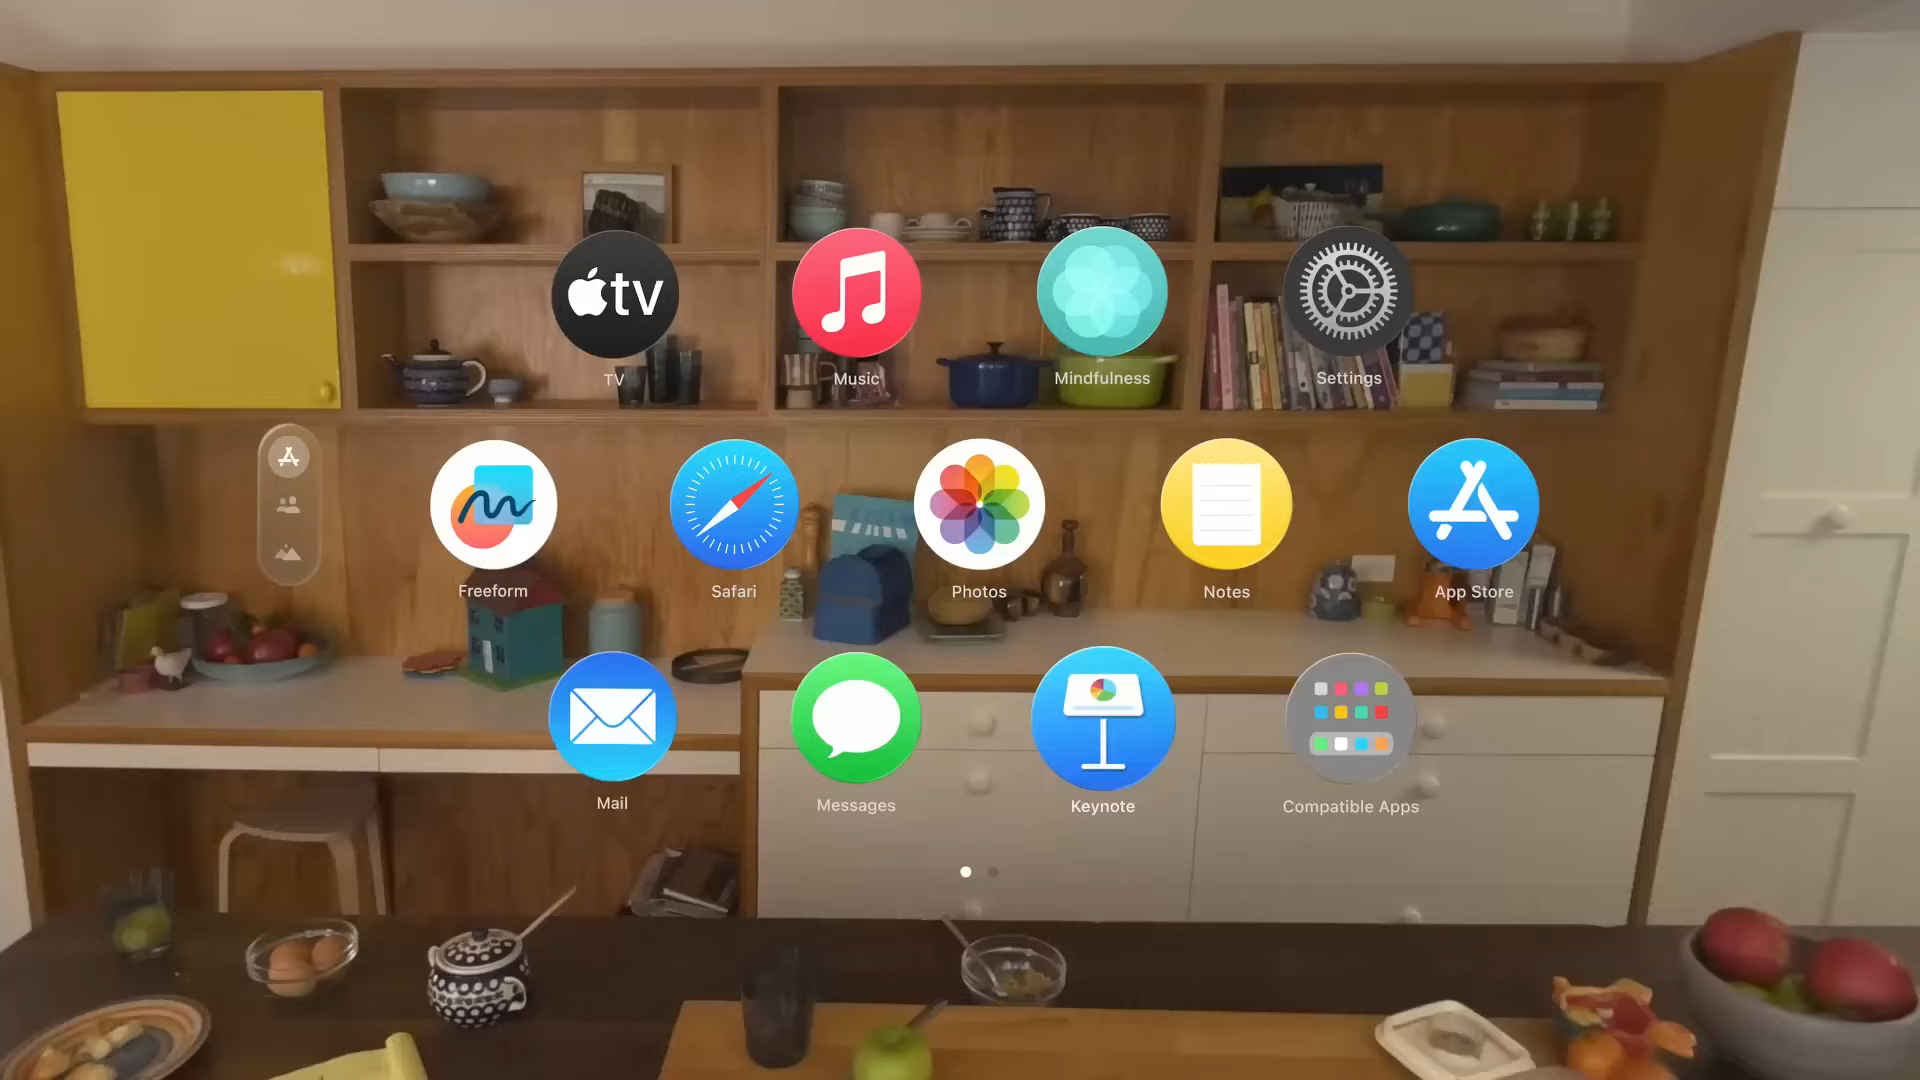 tv
TV
Music
Mindfulness
Settings
Freeform
Safari
Photos
Notes
App Store
Mail
Messages
Keynote
Compatible Apps